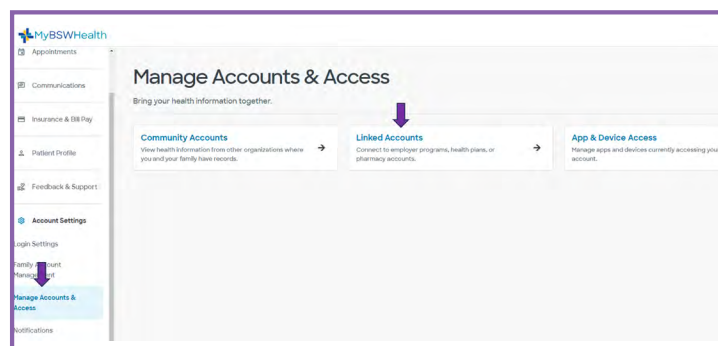 MyBSWHealth
Appointments
Communications
Insurance & Bill Pay
Patient Profile
Feedback & Support
Account Settings
Login Settings
Family Account
Management
Manage Accounts &
Access
Notifications
Manage Accounts & Access
Bring your health information together.
Community Accounts
View health information from other organizations where
you and your family have records.
Linked Accounts
Connect to employer programs, health plans, or
pharmacy accounts.
App & Device Access
Manage apps and devices currently accessing you
account.